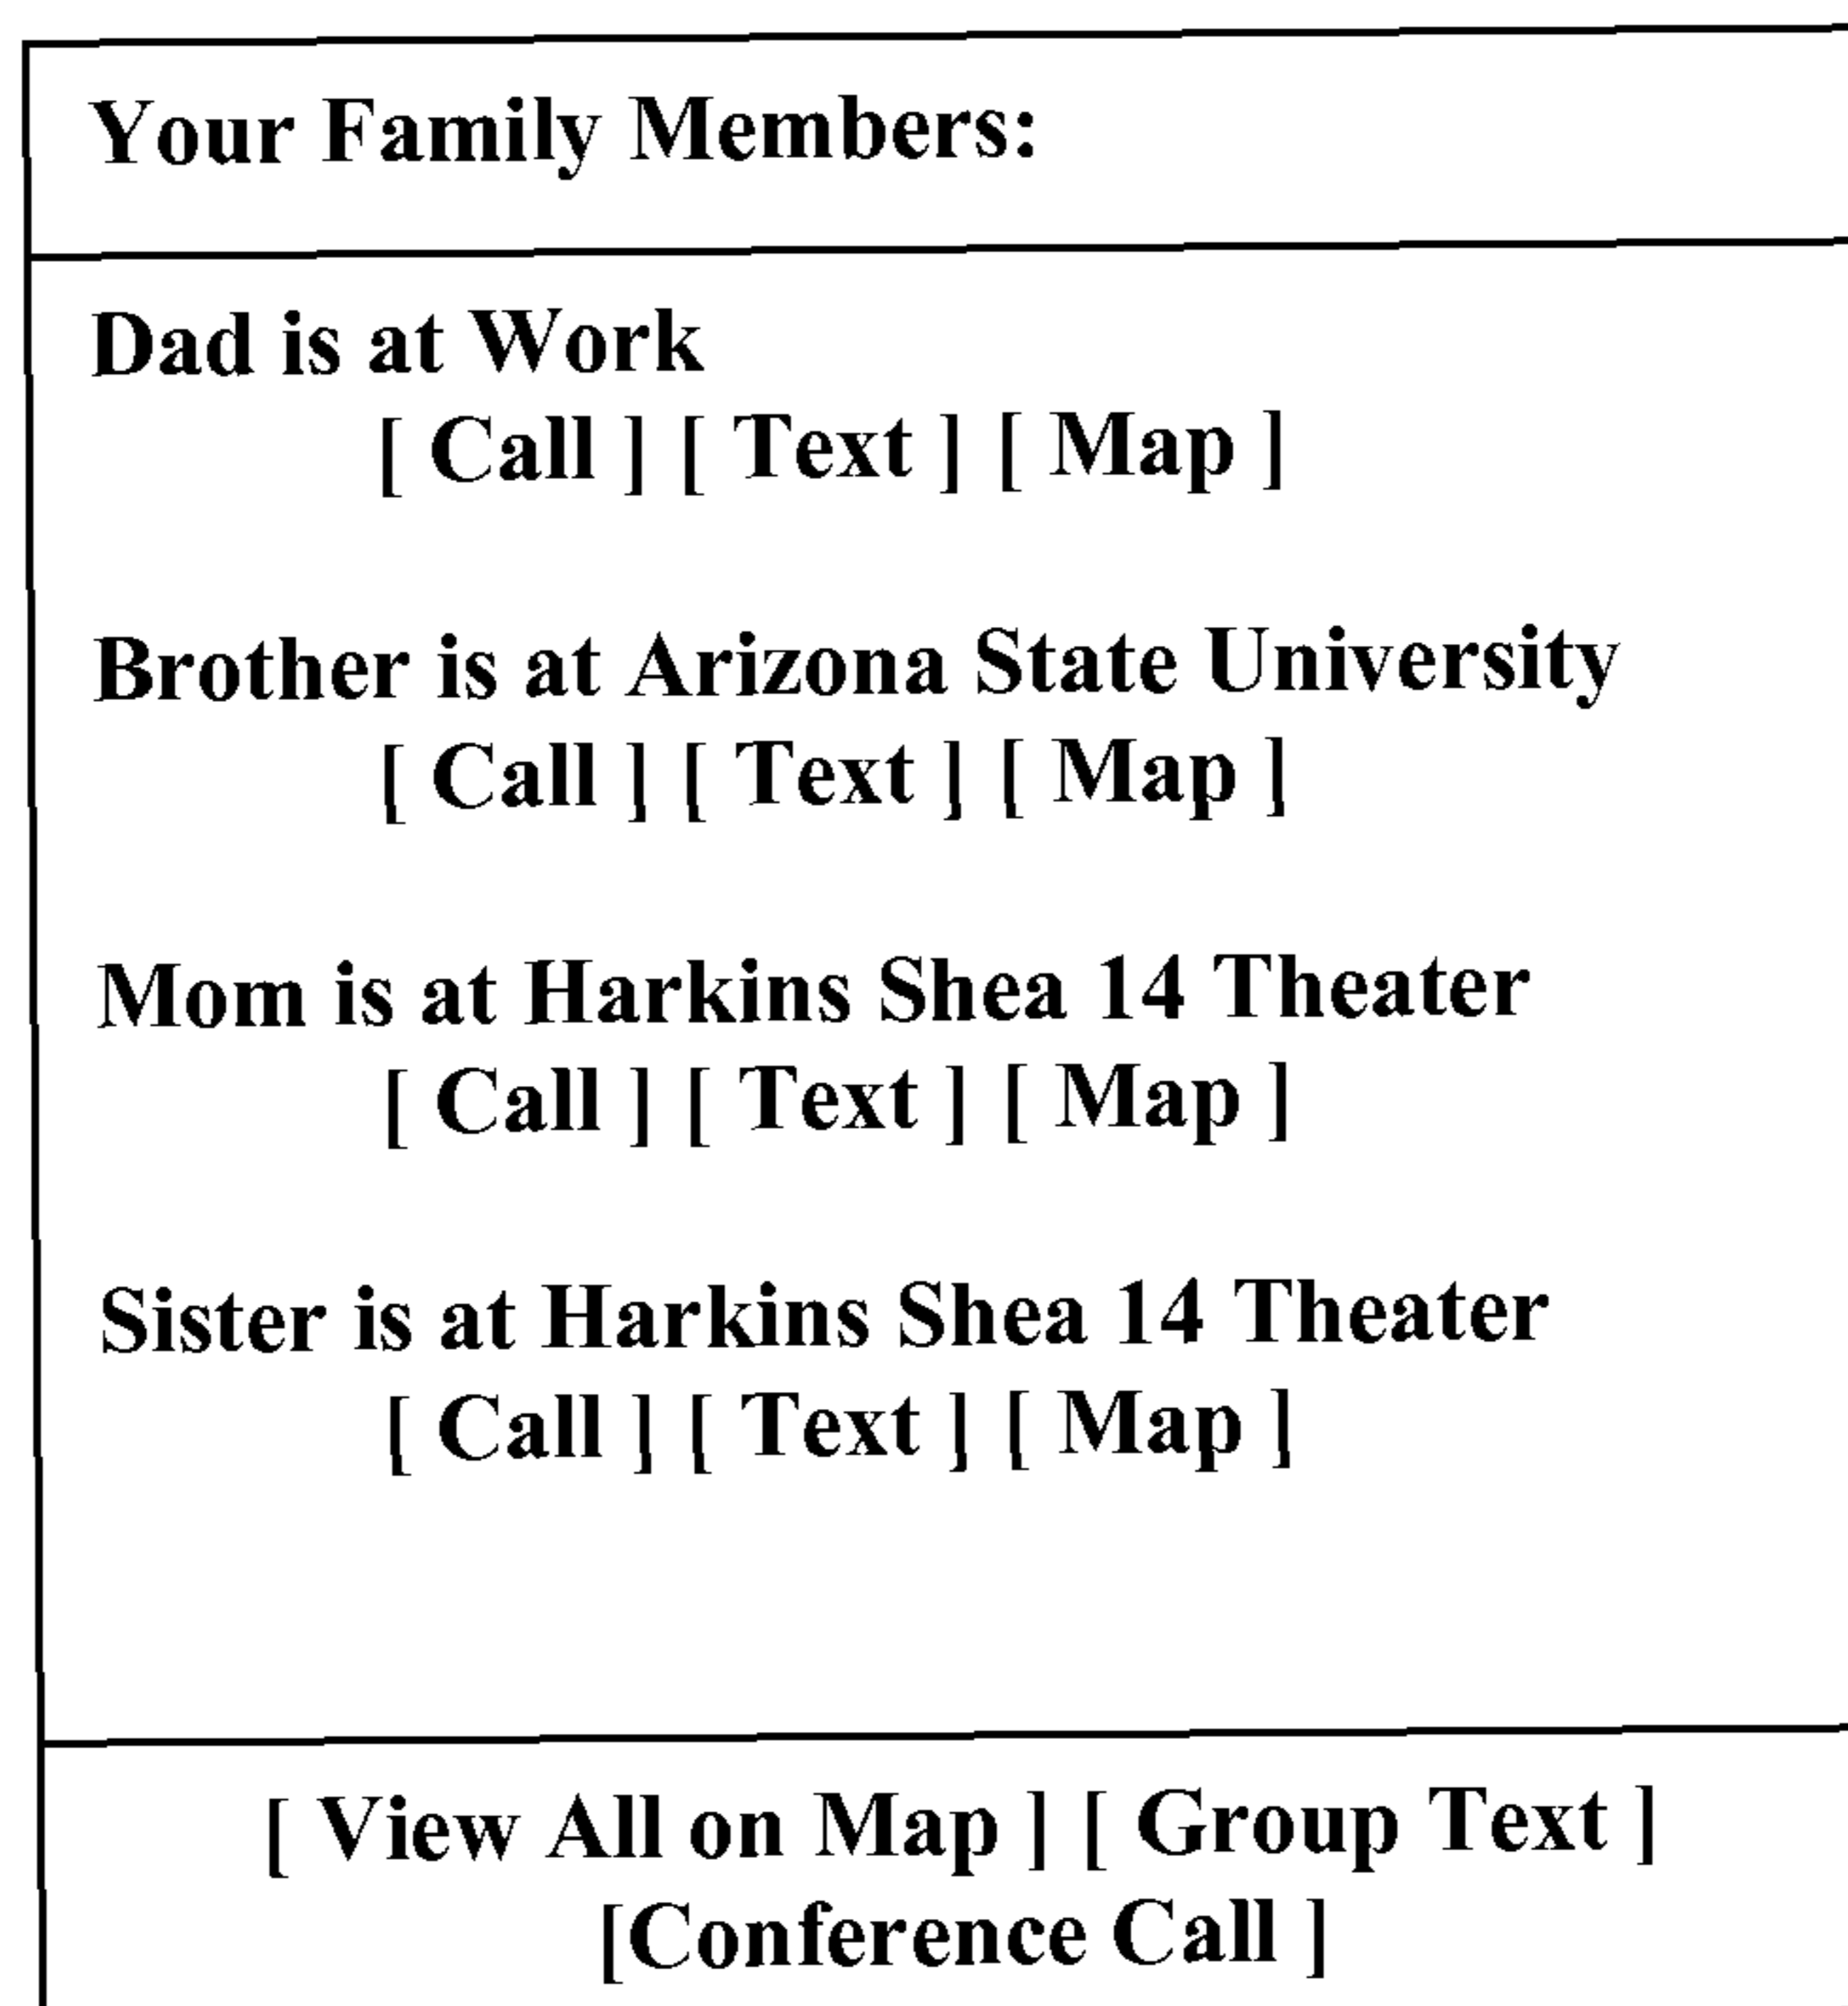 Your Family Members:
Dad is at Work
[ Call ] [ Text ] [ Map ]
Brother is at Arizona State University
[ Call ] [ Text ] [ Map ]
Mom is at Harkins Shea 14 Theater
[ Call ] [ Text ] [ Map ]
Sister is at Harkins Shea 14 Theater
[ Call ] [ Text ] [ Map ]
[ View All on Map ] [ Group Text ]
[Conference Call ]